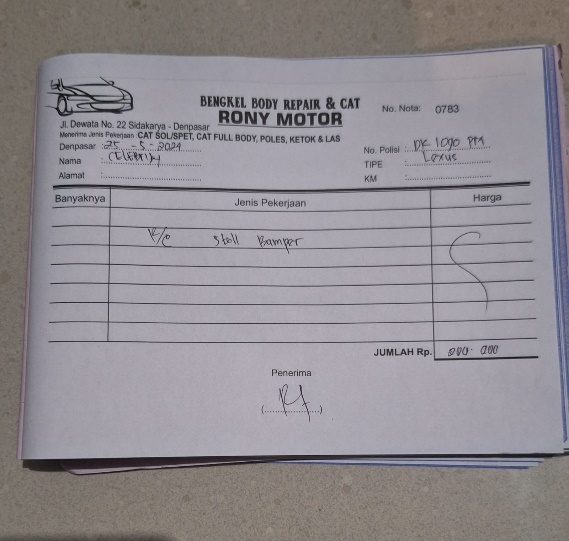 BENGKEL BODY REPAIR & CAT
RONY MOTOR
No. Nota: 0783
Jl. Dewata No. 22 Sidakarya - Denpasar
Menerima Jenis Pekerjaan CAT SOL/SPET, CAT FULL BODY, POLES, KETOK & LAS
Denpasar : 25 - 5 - 2021
No. Polisi : DK 1090 PM
Nama :
TIPE : Lexus
Alamat :
KM :
Banyaknya Jenis Pekerjaan Harga
Stoll Bamper
JUMLAH Rp.
Penerima
(..................)